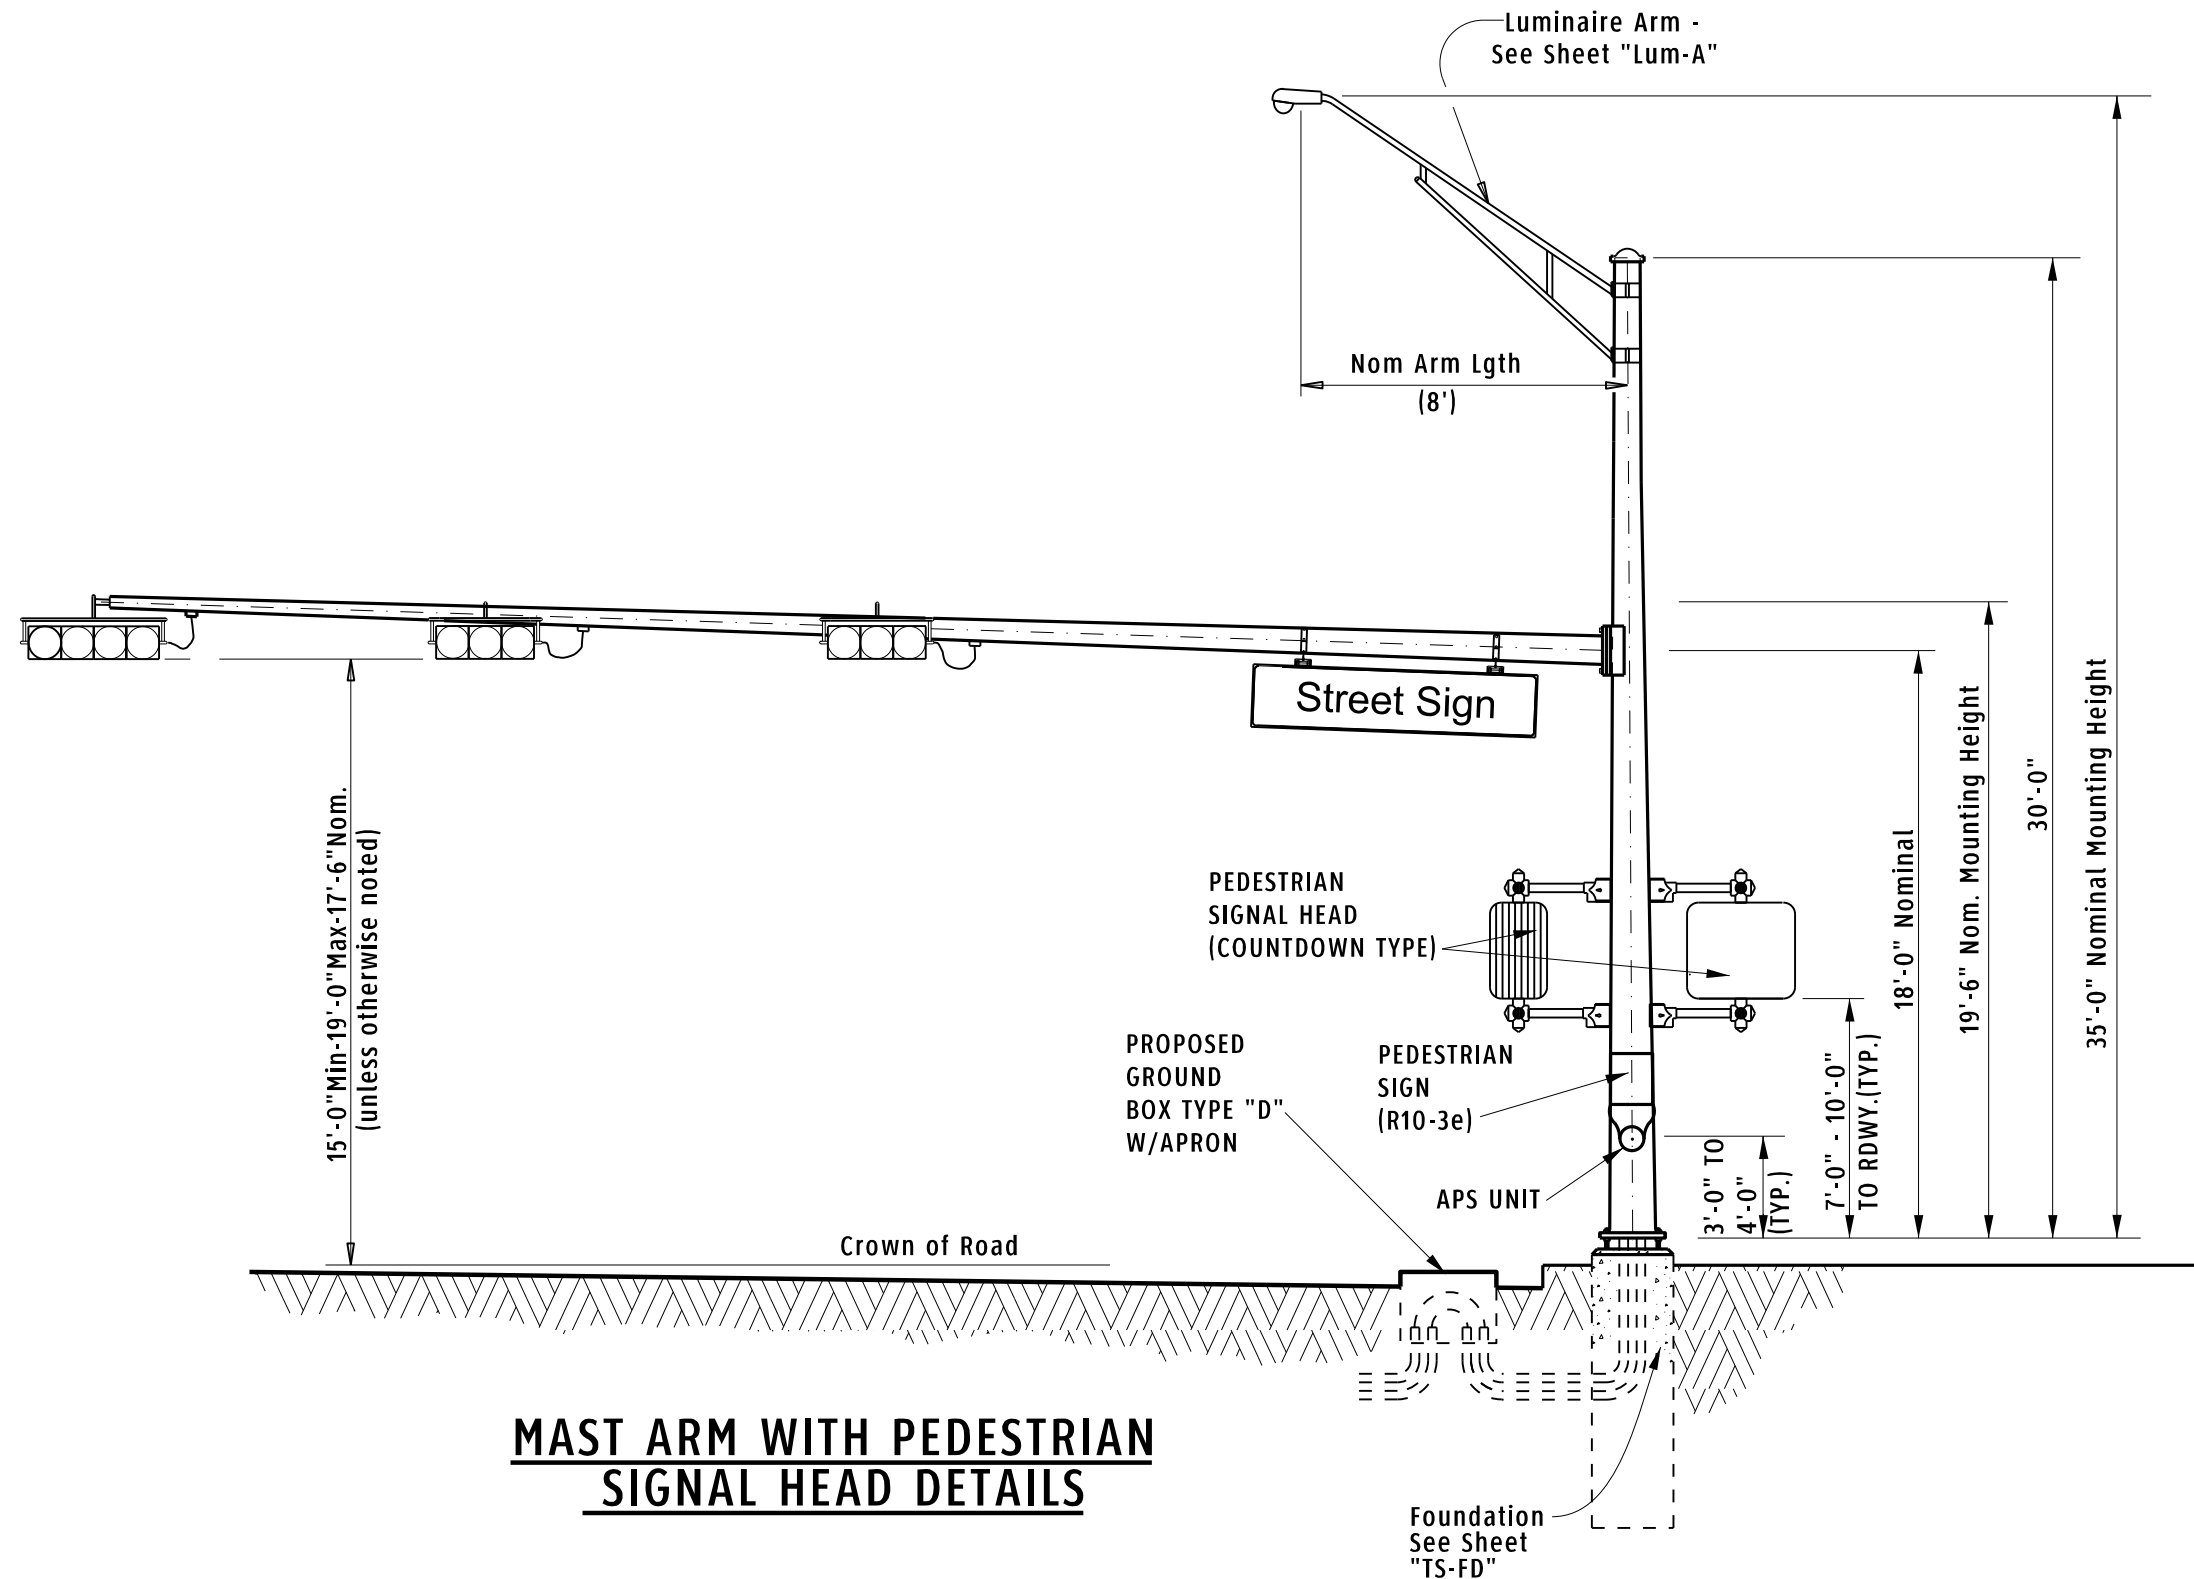 Luminaire Arm -
See Sheet "Lum-A"
Nom Arm Lgth
(8')
Street Sign
15'-0"Min-19'-0"Max-17'-6"Nom.
(unless otherwise noted)
PEDESTRIAN
SIGNAL HEAD
(COUNTDOWN TYPE)
PROPOSED
GROUND
BOX TYPE "D"
W/APRON
PEDESTRIAN
SIGN
(R10-3e)
APS UNIT
3'-0" TO
4'-0"
(TYP.)
7'-0" - 10'-0"
TO RDWY.(TYP.)
18'-0" Nominal
19'-6" Nom. Mounting Height
30'-0"
35'-0" Nominal Mounting Height
Crown of Road
MAST ARM WITH PEDESTRIAN
SIGNAL HEAD DETAILS
Foundation
See Sheet
"TS-FD"